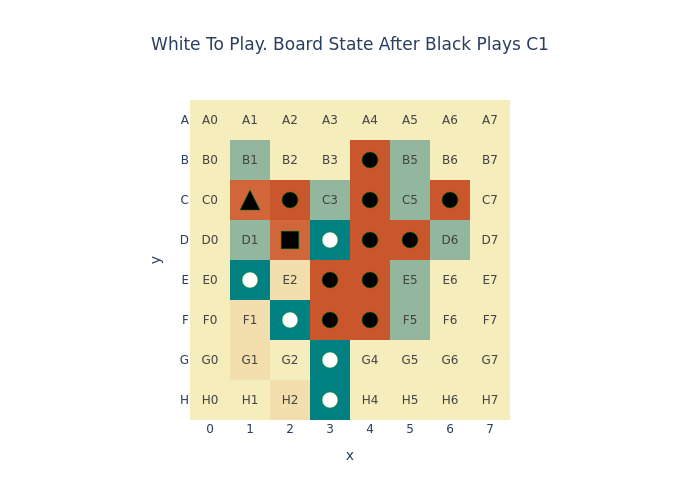 White To Play. Board State After Black Plays C1
A A0 A1 A2 A3 A4 A5 A6 A7
B B0 B1 B2 B3 B5 B6 B7
C C0 C3 C5 C7
D D0 D1 D6 D7
E E0 E2 E5 E6 E7
F F0 F1 F5 F6 F7
G G0 G1 G2 G4 G5 G6 G7
H H0 H1 H2 H4 H5 H6 H7
0 1 2 3 4 5 6 7
x
y